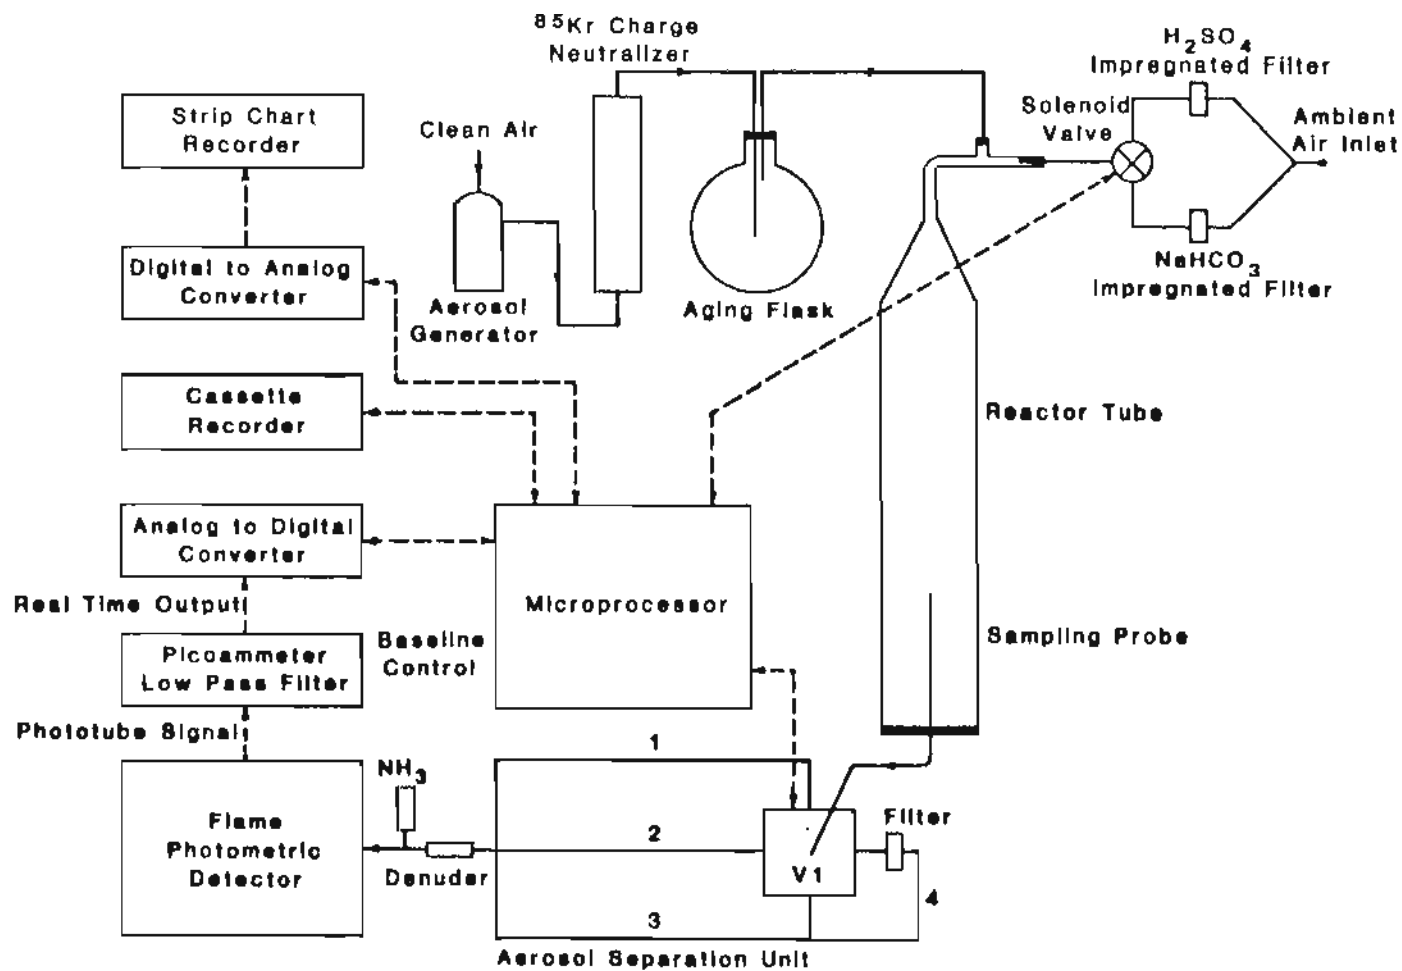 85Kr Charge
Neutralizer
H2SO4
Impregnated Filter
Solenoid
Valve
Ambient
Air Inlet
Strip Chart
Recorder
Clean Air
NaHCO3
Impregnated Filter
Digital to Analog
Converter
Aerosol
Generator
Aging Flask
Cassette
Recorder
Reactor Tube
Analog to Digital
Converter
Real Time Output
Microprocessor
Sampling Probe
Baseline
Control
Picoammeter
Low Pass Filter
Phototube Signal
1
NH3
Flame
Photometric
Detector
Denuder
2
Filter
V1
4
3
Aerosol Separation Unit